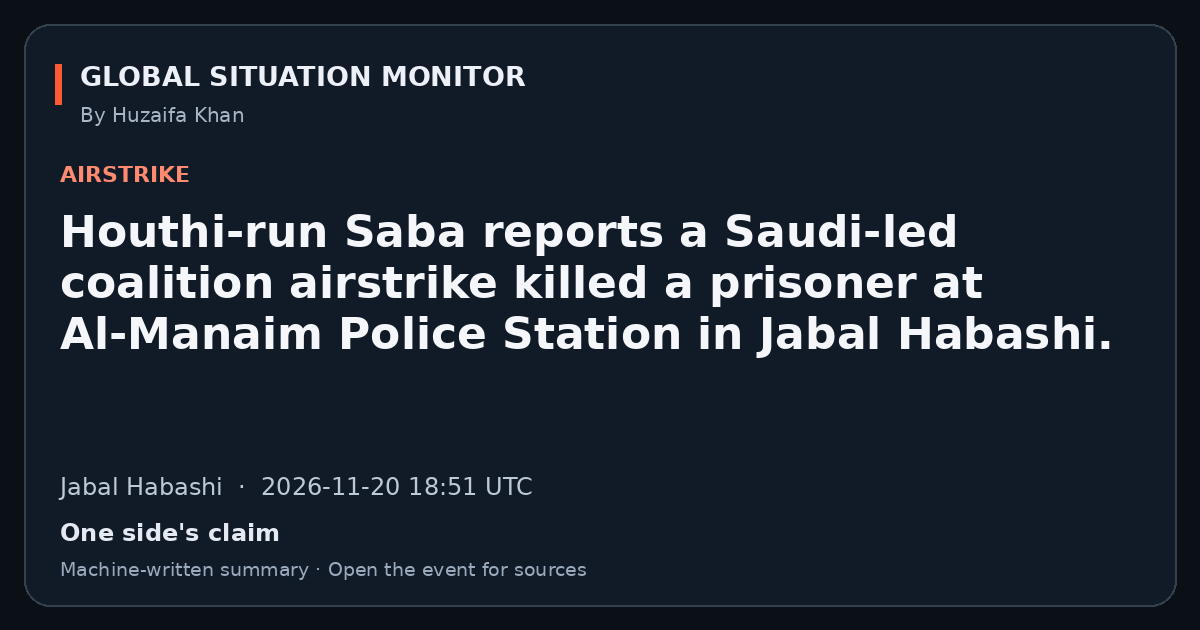 GLOBAL SITUATION MONITOR
By Huzaifa Khan
AIRSTRIKE
Houthi-run Saba reports a Saudi-led
coalition airstrike killed a prisoner at
Al-Manaim Police Station in Jabal Habashi.
Jabal Habashi · 2026-11-20 18:51 UTC
One side's claim
Machine-written summary · Open the event for sources